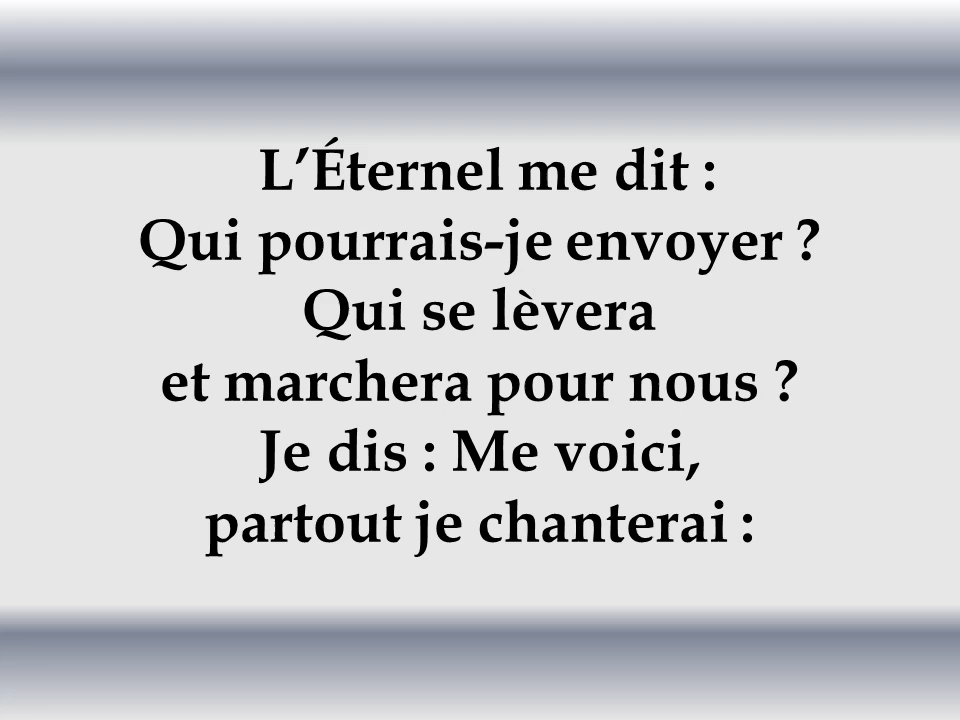 L’Éternel me dit :
Qui pourrais-je envoyer ?
Qui se lèvera
et marchera pour nous ?
Je dis : Me voici,
partout je chanterai :